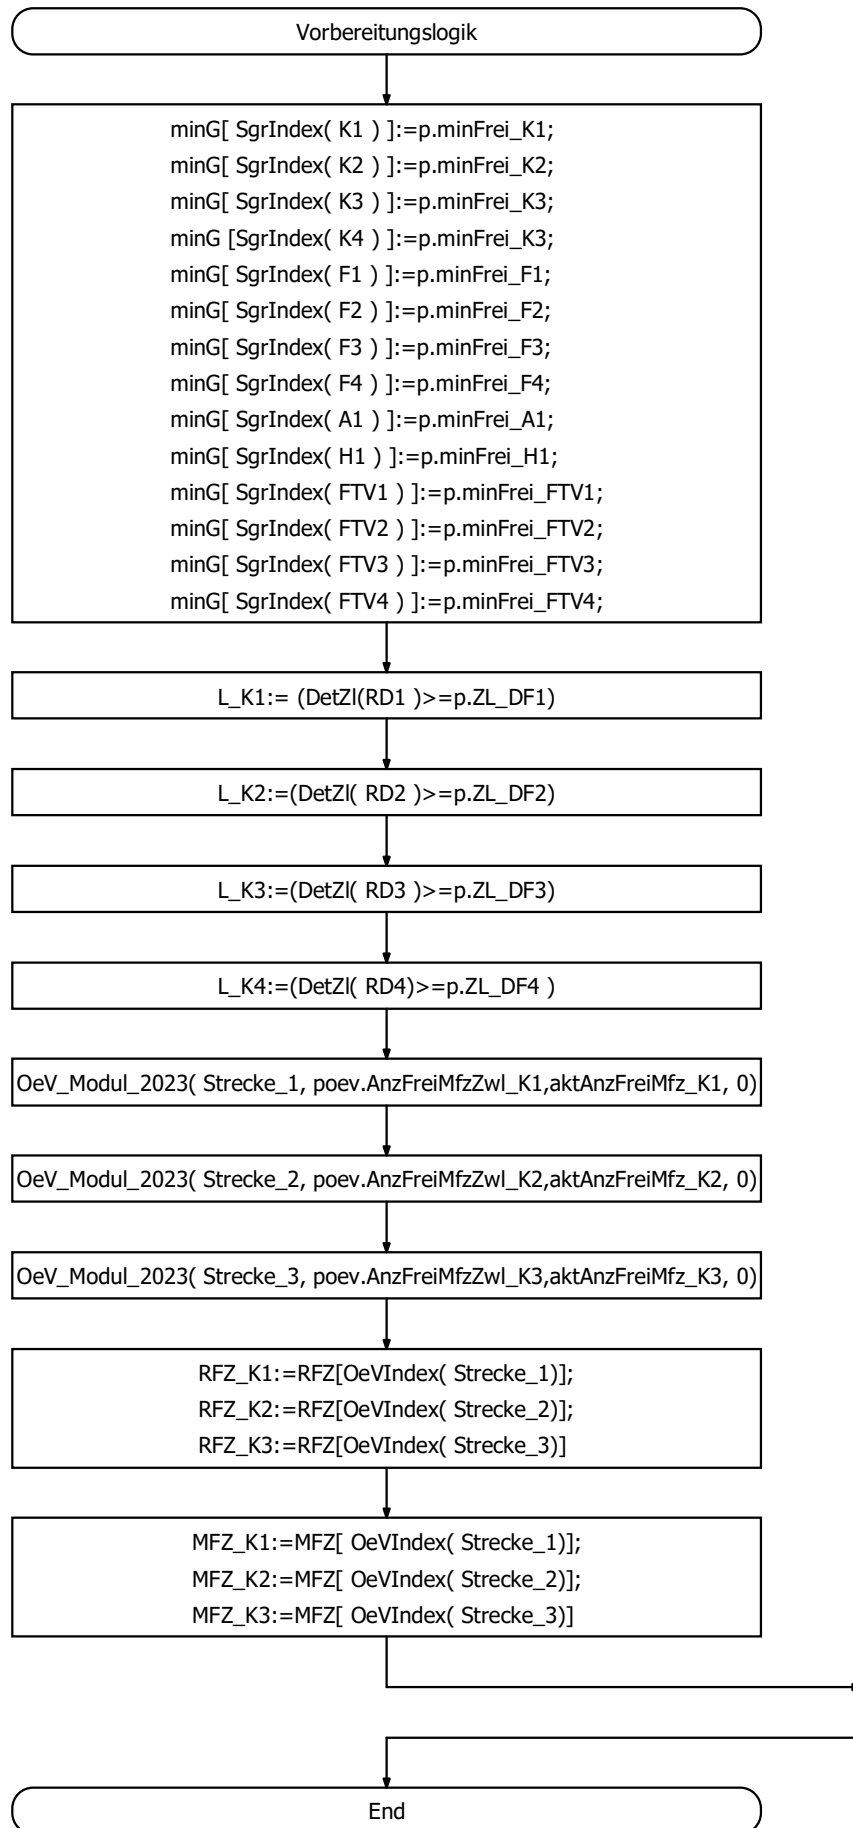 Vorbereitungslogik
minG[ SgrIndex( K1 ) ]:=p.minFrei_K1;
minG[ SgrIndex( K2 ) ]:=p.minFrei_K2;
minG[ SgrIndex( K3 ) ]:=p.minFrei_K3;
minG [SgrIndex( K4 ) ]:=p.minFrei_K3;
minG[ SgrIndex( F1 ) ]:=p.minFrei_F1;
minG[ SgrIndex( F2 ) ]:=p.minFrei_F2;
minG[ SgrIndex( F3 ) ]:=p.minFrei_F3;
minG[ SgrIndex( F4 ) ]:=p.minFrei_F4;
minG[ SgrIndex( A1 ) ]:=p.minFrei_A1;
minG[ SgrIndex( H1 ) ]:=p.minFrei_H1;
minG[ SgrIndex( FTV1 ) ]:=p.minFrei_FTV1;
minG[ SgrIndex( FTV2 ) ]:=p.minFrei_FTV2;
minG[ SgrIndex( FTV3 ) ]:=p.minFrei_FTV3;
minG[ SgrIndex( FTV4 ) ]:=p.minFrei_FTV4;
L_K1:= (DetZl(RD1 )>=p.ZL_DF1)
L_K2:=(DetZl( RD2 )>=p.ZL_DF2)
L_K3:=(DetZl( RD3 )>=p.ZL_DF3)
L_K4:=(DetZl( RD4)>=p.ZL_DF4 )
OeV_Modul_2023( Strecke_1, poev.AnzFreiMfzZwl_K1,aktAnzFreiMfz_K1, 0)
OeV_Modul_2023( Strecke_2, poev.AnzFreiMfzZwl_K2,aktAnzFreiMfz_K2, 0)
OeV_Modul_2023( Strecke_3, poev.AnzFreiMfzZwl_K3,aktAnzFreiMfz_K3, 0)
RFZ_K1:=RFZ[OeVIndex( Strecke_1)];
RFZ_K2:=RFZ[OeVIndex( Strecke_2)];
RFZ_K3:=RFZ[OeVIndex( Strecke_3)]
MFZ_K1:=MFZ[ OeVIndex( Strecke_1)];
MFZ_K2:=MFZ[ OeVIndex( Strecke_2)];
MFZ_K3:=MFZ[ OeVIndex( Strecke_3)]
End